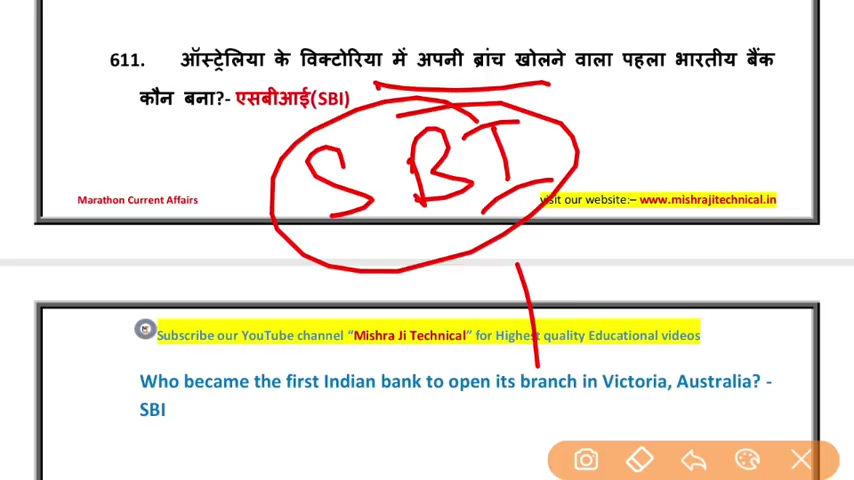 611. ऑस्ट्रेलिया के विक्टोरिया में अपनी ब्रांच खोलने वाला पहला भारतीय बैंक
कौन बना?- एसबीआई(SBI)
SBI
Marathon Current Affairs
visit our website:– www.mishrajitechnical.in
Subscribe our YouTube channel “Mishra Ji Technical” for Highest quality Educational videos
Who became the first Indian bank to open its branch in Victoria, Australia? -
SBI